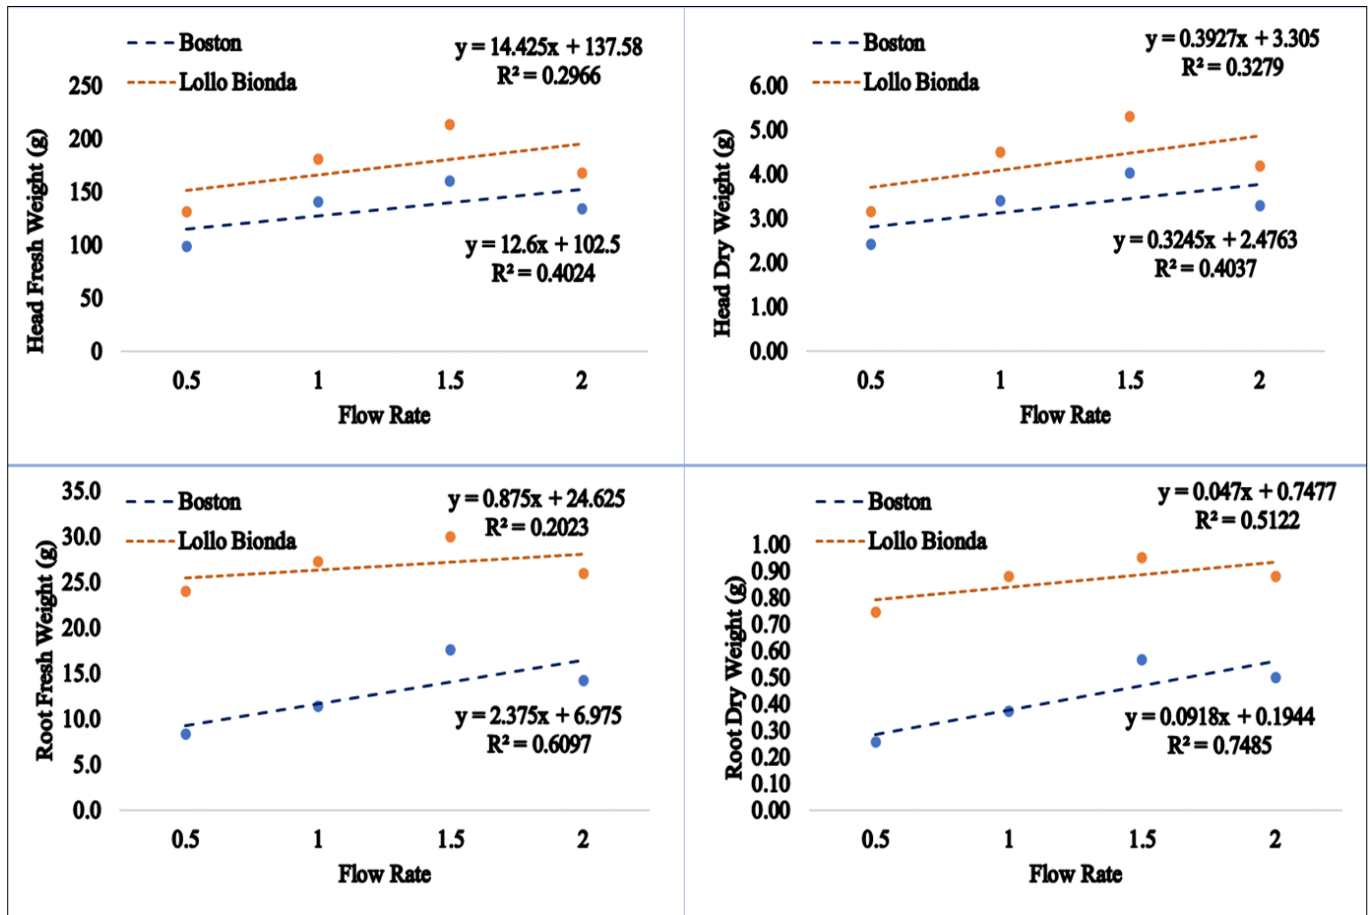 Boston
Lollo Bionda
y = 14.425x + 137.58
R² = 0.2966
250
200
150
100
50
0
Head Fresh Weight (g)
y = 12.6x + 102.5
R² = 0.4024
0.5 1 1.5 2
Flow Rate
Boston
Lollo Bionda
y = 0.3927x + 3.305
R² = 0.3279
6.00
5.00
4.00
3.00
2.00
1.00
0.00
Head Dry Weight (g)
y = 0.3245x + 2.4763
R² = 0.4037
0.5 1 1.5 2
Flow Rate
Boston
Lollo Bionda
y = 0.875x + 24.625
R² = 0.2023
35.0
30.0
25.0
20.0
15.0
10.0
5.0
0.0
Root Fresh Weight (g)
y = 2.375x + 6.975
R² = 0.6097
0.5 1 1.5 2
Flow Rate
Boston
Lollo Bionda
y = 0.047x + 0.7477
R² = 0.5122
1.00
0.90
0.80
0.70
0.60
0.50
0.40
0.30
0.20
0.10
0.00
Root Dry Weight (g)
y = 0.0918x + 0.1944
R² = 0.7485
0.5 1 1.5 2
Flow Rate